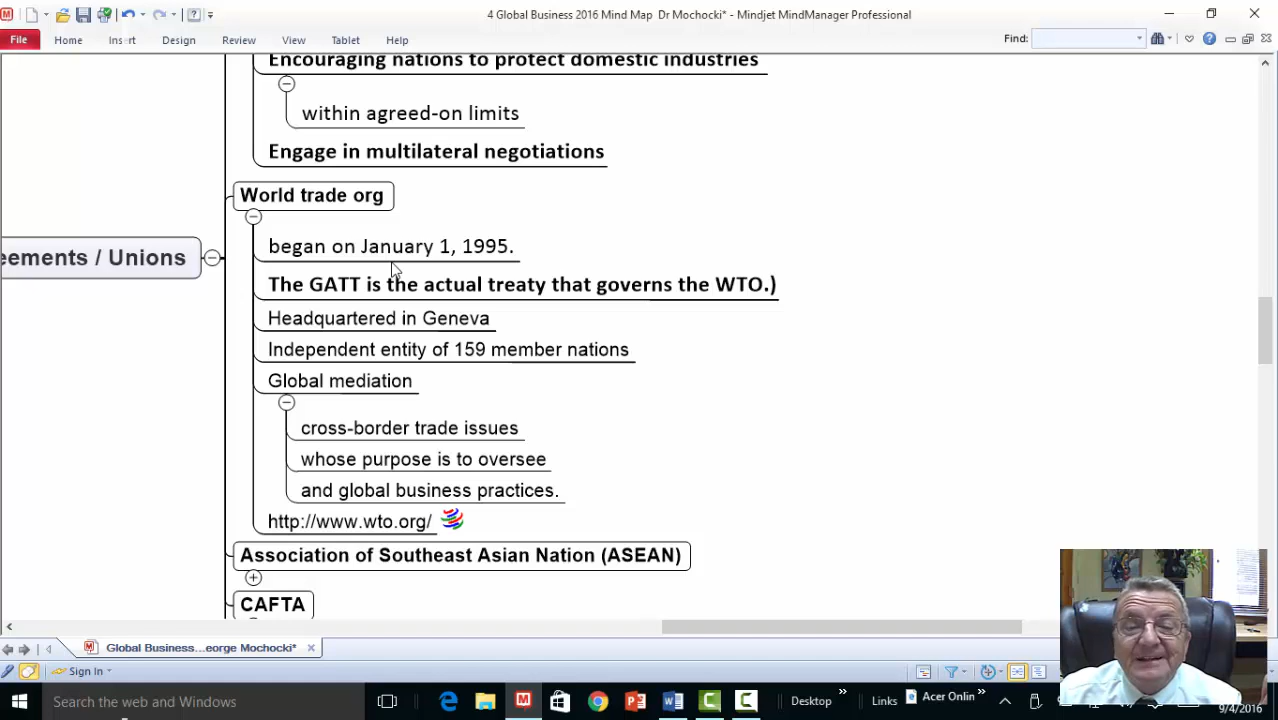 4 Global Business 2016 Mind Map Dr Mochocki* - Mindjet MindManager Professional
File Home Insert Design Review View Tablet Help Find:
Encouraging nations to protect domestic industries
within agreed-on limits
Engage in multilateral negotiations
World trade org
began on January 1, 1995.
eements / Unions
The GATT is the actual treaty that governs the WTO.)
Headquartered in Geneva
Independent entity of 159 member nations
Global mediation
cross-border trade issues
whose purpose is to oversee
and global business practices.
http://www.wto.org/
Association of Southeast Asian Nation (ASEAN)
CAFTA
Global Business...eorge Mochocki*
Sign In
Search the web and Windows Desktop Links Acer Onlin
9/4/2016